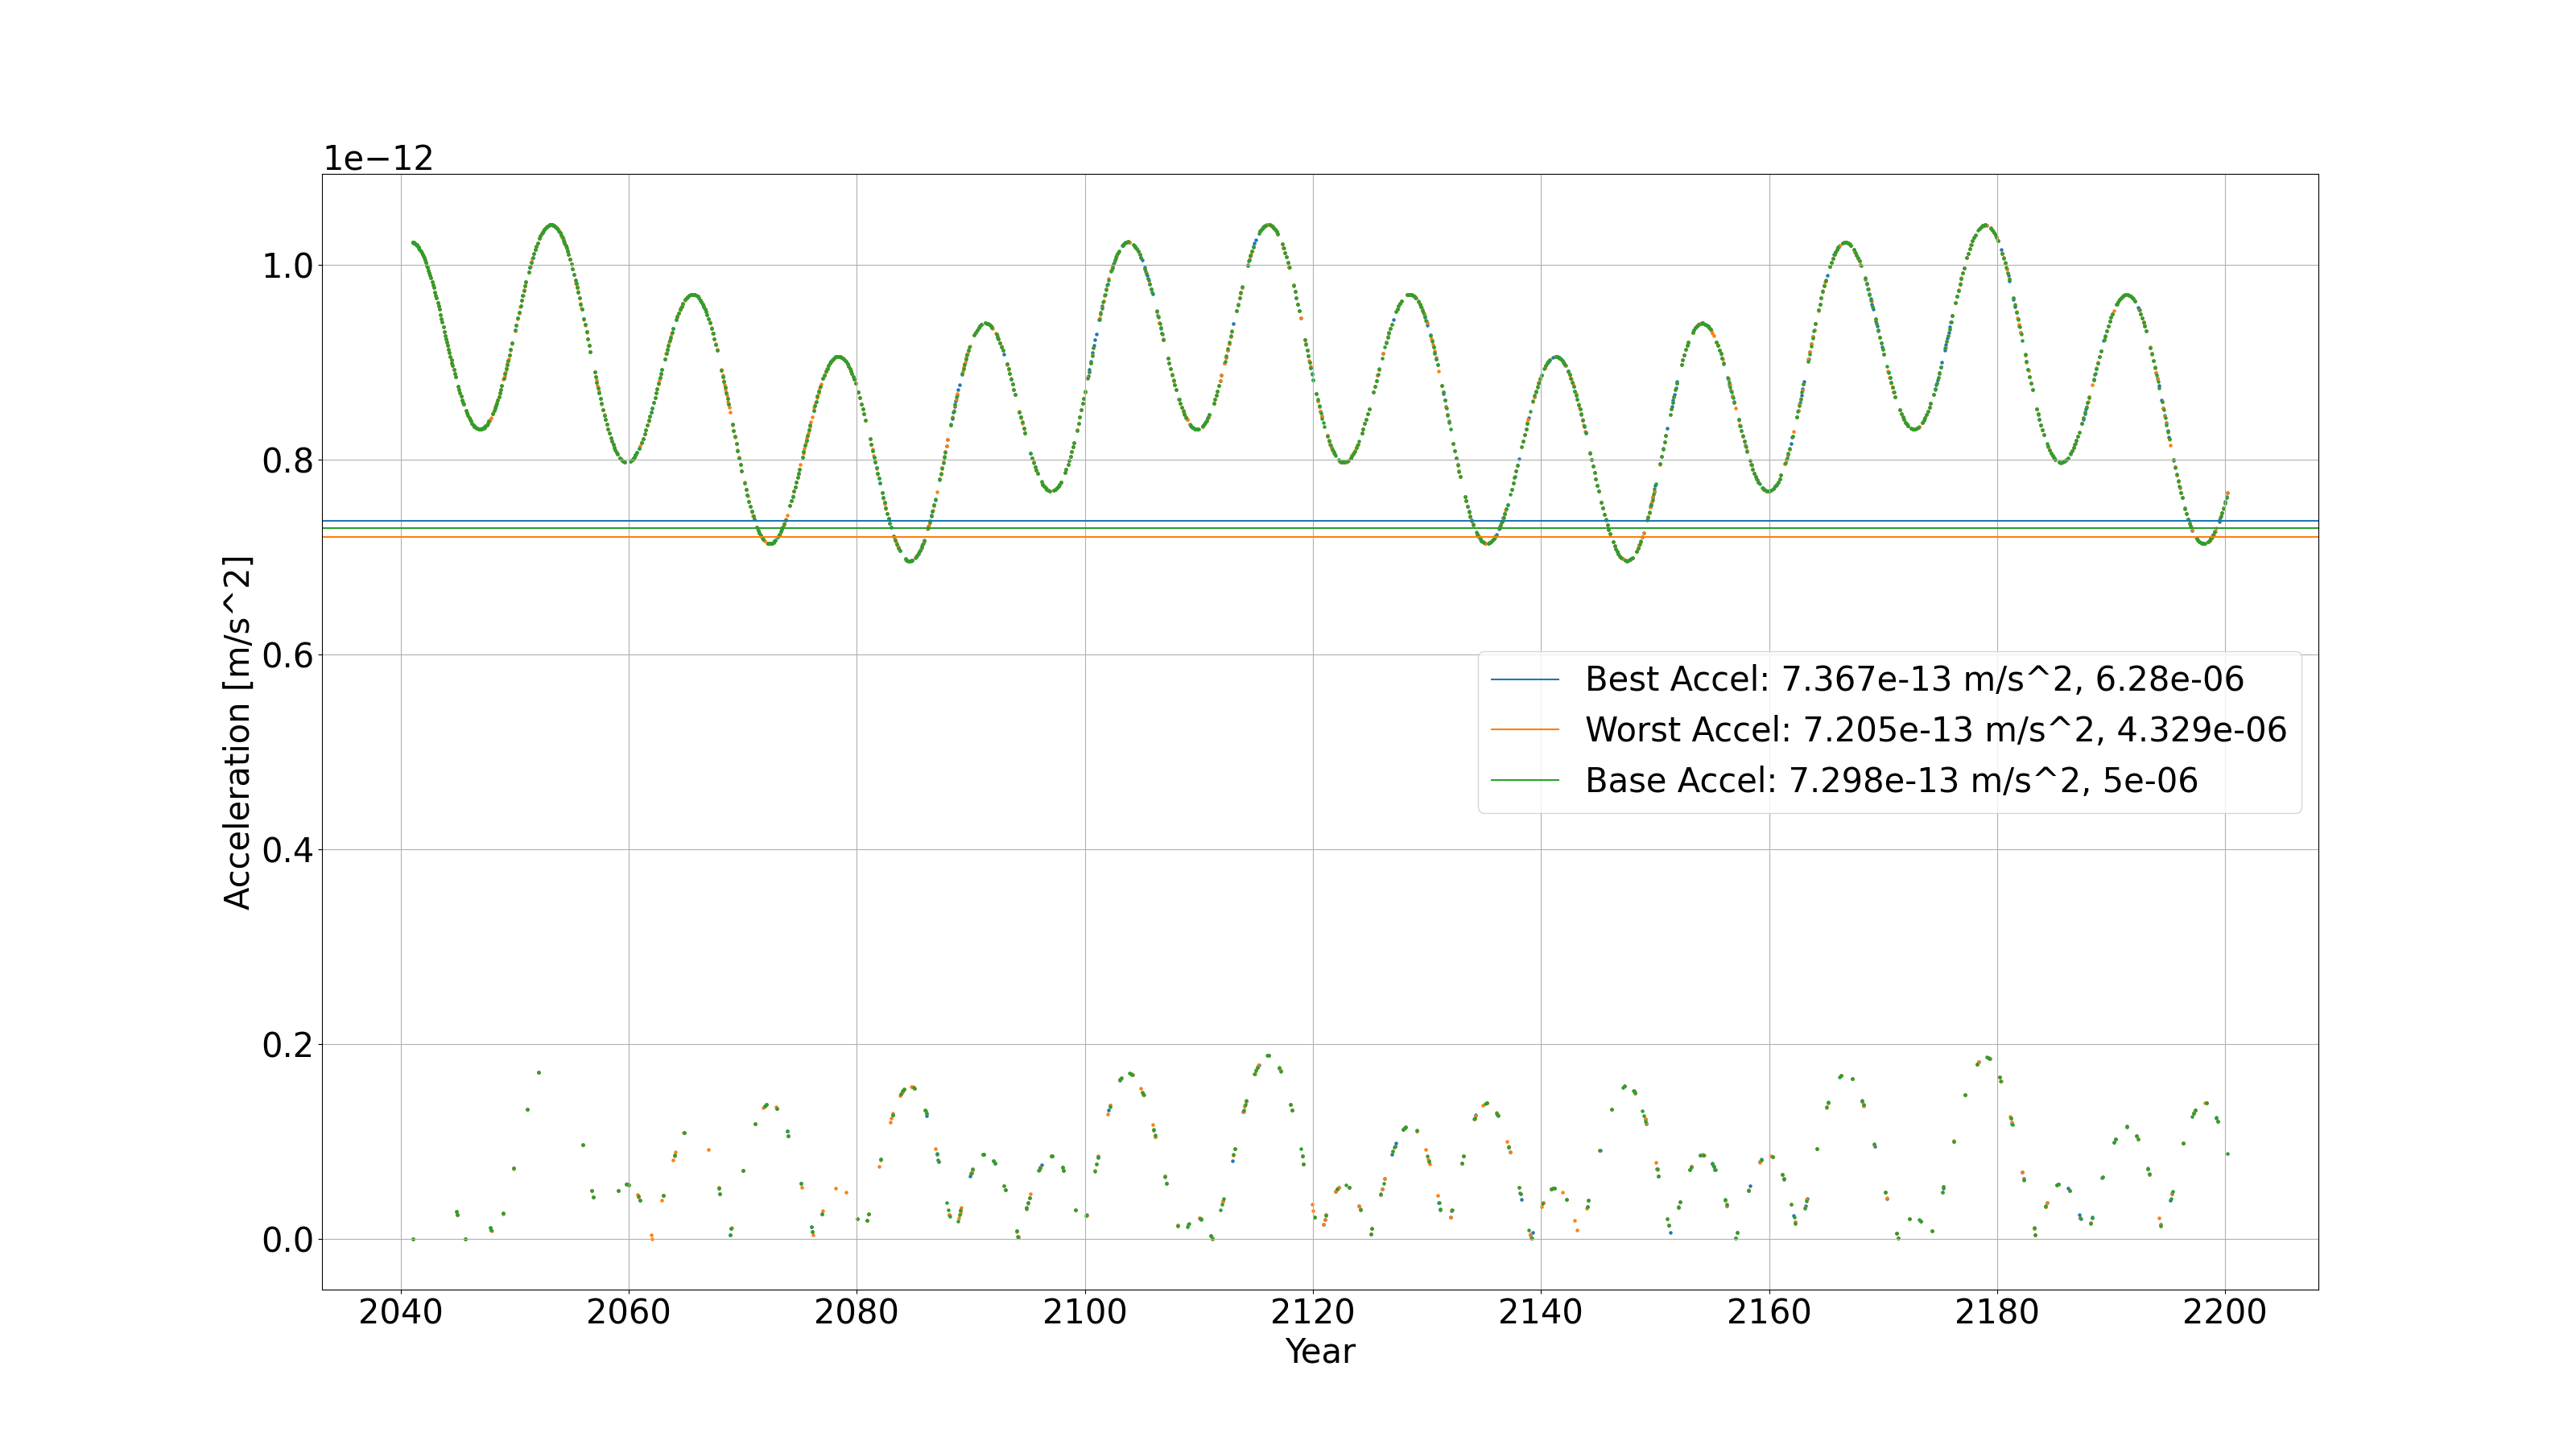 1e−12
1.0
0.8
0.6
0.4
0.2
0.0
Acceleration [m/s^2]
Best Accel: 7.367e-13 m/s^2, 6.28e-06
Worst Accel: 7.205e-13 m/s^2, 4.329e-06
Base Accel: 7.298e-13 m/s^2, 5e-06
2040 2060 2080 2100 2120 2140 2160 2180 2200
Year